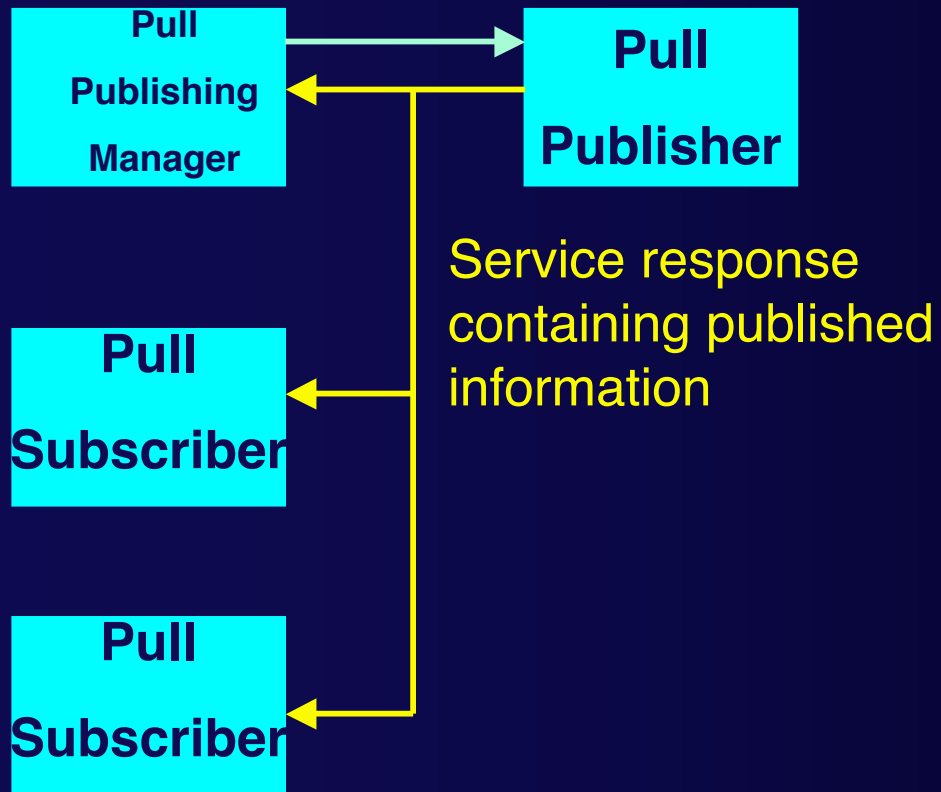 Pull
Publishing
Manager
Pull
Publisher
Service response
containing published
information
Pull
Subscriber
Pull
Subscriber